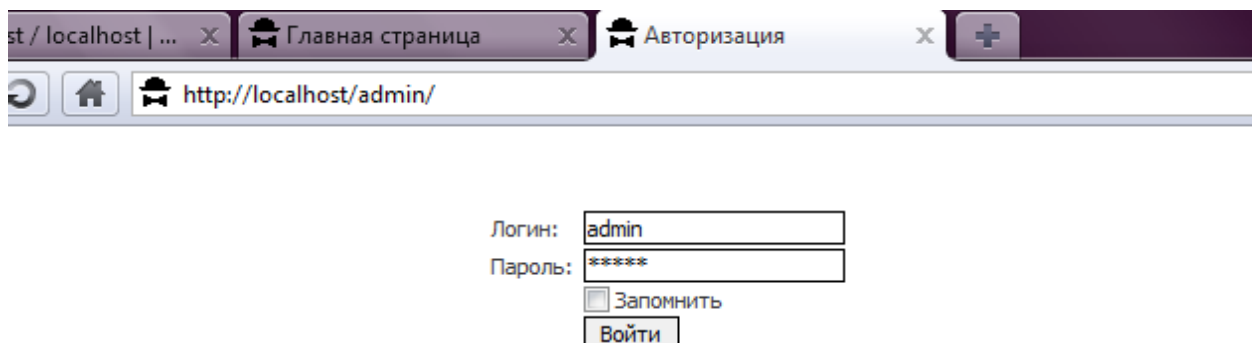 st / localhost | ... Главная страница Авторизация
http://localhost/admin/
Логин: admin
Пароль: *****
Запомнить
Войти